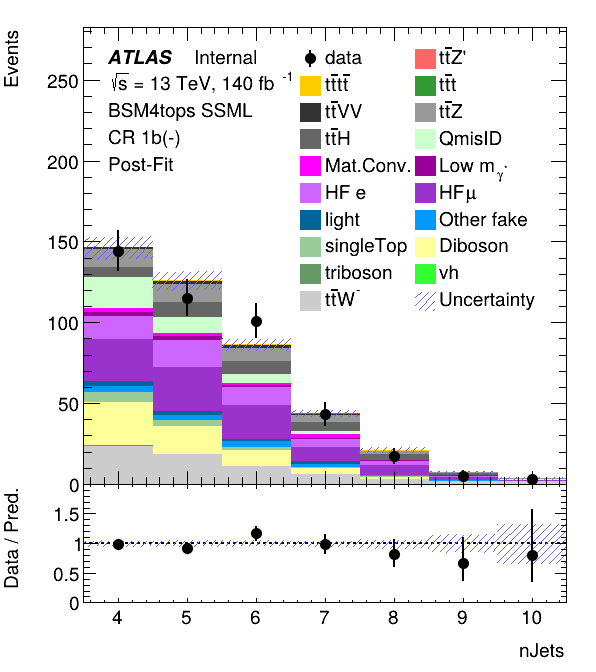 Events
250
200
150
100
50
0
ATLAS Internal
√s = 13 TeV, 140 fb⁻¹
BSM4tops SSML
CR 1b(-)
Post-Fit
data
tt̄Z'
tt̄tt̄
tt̄t
tt̄VV
tt̄Z
tt̄H
QmisID
Mat.Conv.
Low m_γ*
HF e
HF μ
light
Other fake
singleTop
Diboson
triboson
vh
tt̄W⁻
Uncertainty
Data / Pred.
1.5
1
0.5
0
4 5 6 7 8 9 10
nJets